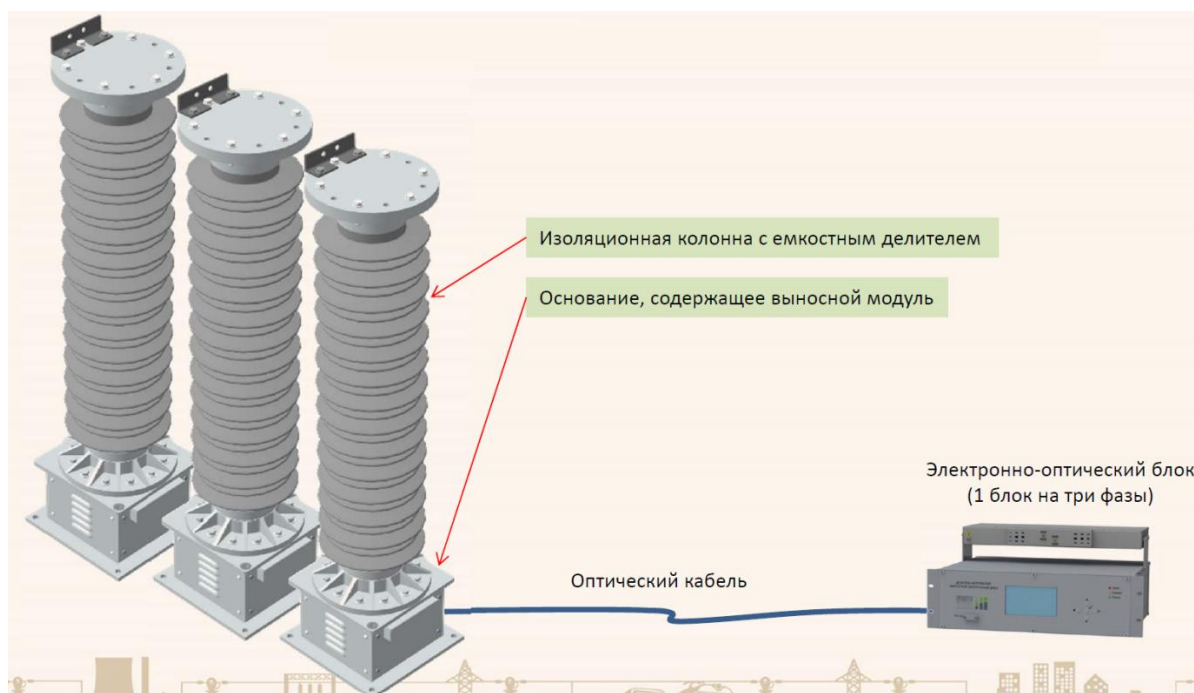 Изоляционная колонна с емкостным делителем
Основание, содержащее выносной модуль
Электронно-оптический блок
(1 блок на три фазы)
Оптический кабель